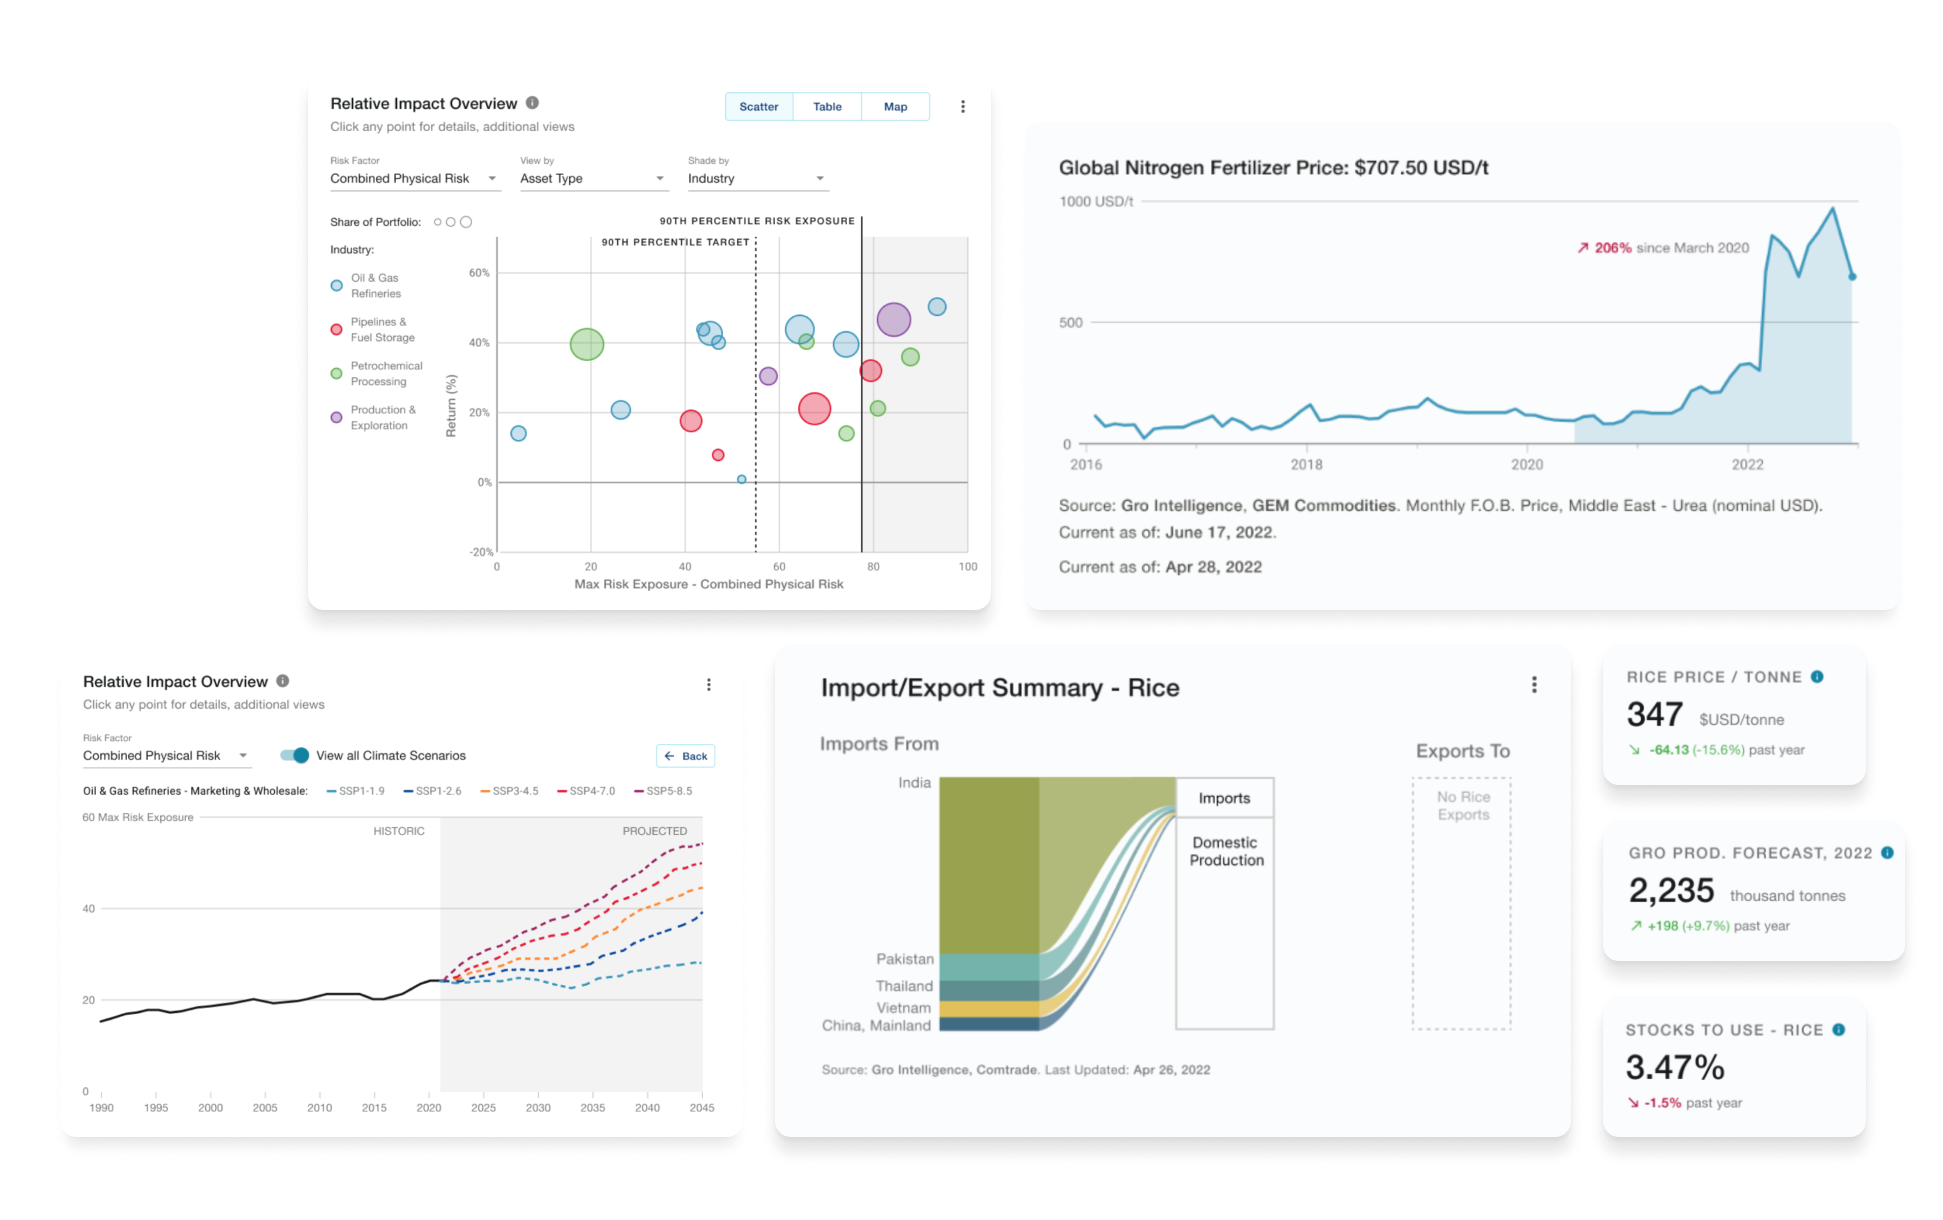 Relative Impact Overview
Click any point for details, additional views
Scatter
Table
Map
Risk Factor
Combined Physical Risk
View by
Asset Type
Shade by
Industry
Share of Portfolio:
Industry:
Oil & Gas
Refineries
Pipelines &
Fuel Storage
Petrochemical
Processing
Production &
Exploration
90TH PERCENTILE RISK EXPOSURE
90TH PERCENTILE TARGET
Return (%)
60%
40%
20%
0%
-20%
0
20
40
60
80
100
Max Risk Exposure - Combined Physical Risk
Global Nitrogen Fertilizer Price: $707.50 USD/t
1000 USD/t
206% since March 2020
500
0
2016
2018
2020
2022
Source: Gro Intelligence, GEM Commodities. Monthly F.O.B. Price, Middle East - Urea (nominal USD).
Current as of: June 17, 2022.
Current as of: Apr 28, 2022
Relative Impact Overview
Click any point for details, additional views
Risk Factor
Combined Physical Risk
View all Climate Scenarios
Back
Oil & Gas Refineries - Marketing & Wholesale:
SSP1-1.9
SSP1-2.6
SSP3-4.5
SSP4-7.0
SSP5-8.5
60 Max Risk Exposure
HISTORIC
PROJECTED
40
20
0
1990
1995
2000
2005
2010
2015
2020
2025
2030
2035
2040
2045
Import/Export Summary - Rice
Imports From
Exports To
India
Pakistan
Thailand
Vietnam
China, Mainland
Imports
Domestic
Production
No Rice
Exports
Source: Gro Intelligence, Comtrade. Last Updated: Apr 26, 2022
RICE PRICE / TONNE
347 $USD/tonne
-64.13 (-15.6%) past year
GRO PROD. FORECAST, 2022
2,235 thousand tonnes
+198 (+9.7%) past year
STOCKS TO USE - RICE
3.47%
-1.5% past year